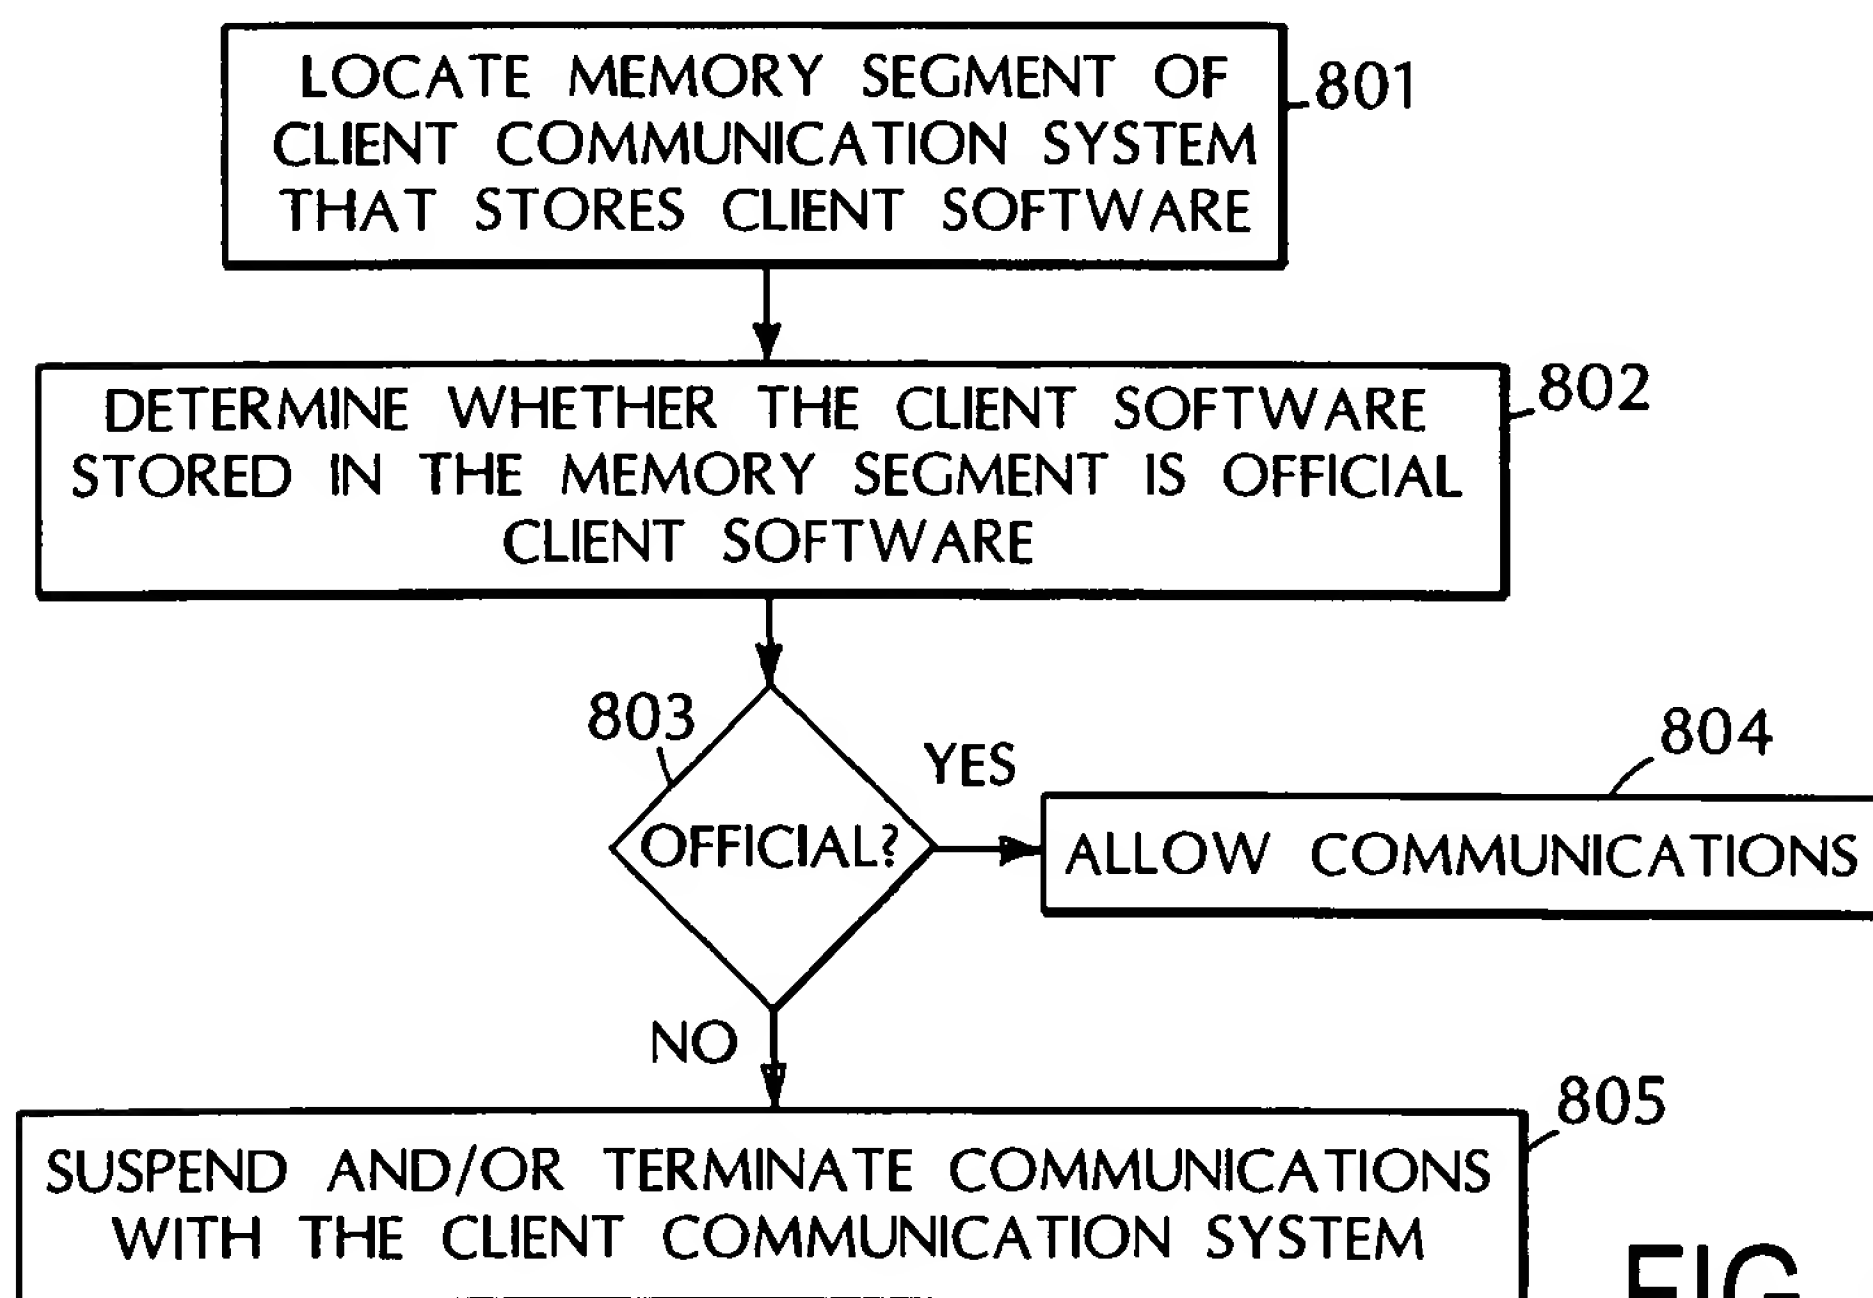 LOCATE MEMORY SEGMENT OF
CLIENT COMMUNICATION SYSTEM
THAT STORES CLIENT SOFTWARE
801
DETERMINE WHETHER THE CLIENT SOFTWARE
STORED IN THE MEMORY SEGMENT IS OFFICIAL
CLIENT SOFTWARE
802
803
OFFICIAL?
YES
804
ALLOW COMMUNICATIONS
NO
805
SUSPEND AND/OR TERMINATE COMMUNICATIONS
WITH THE CLIENT COMMUNICATION SYSTEM
FIG